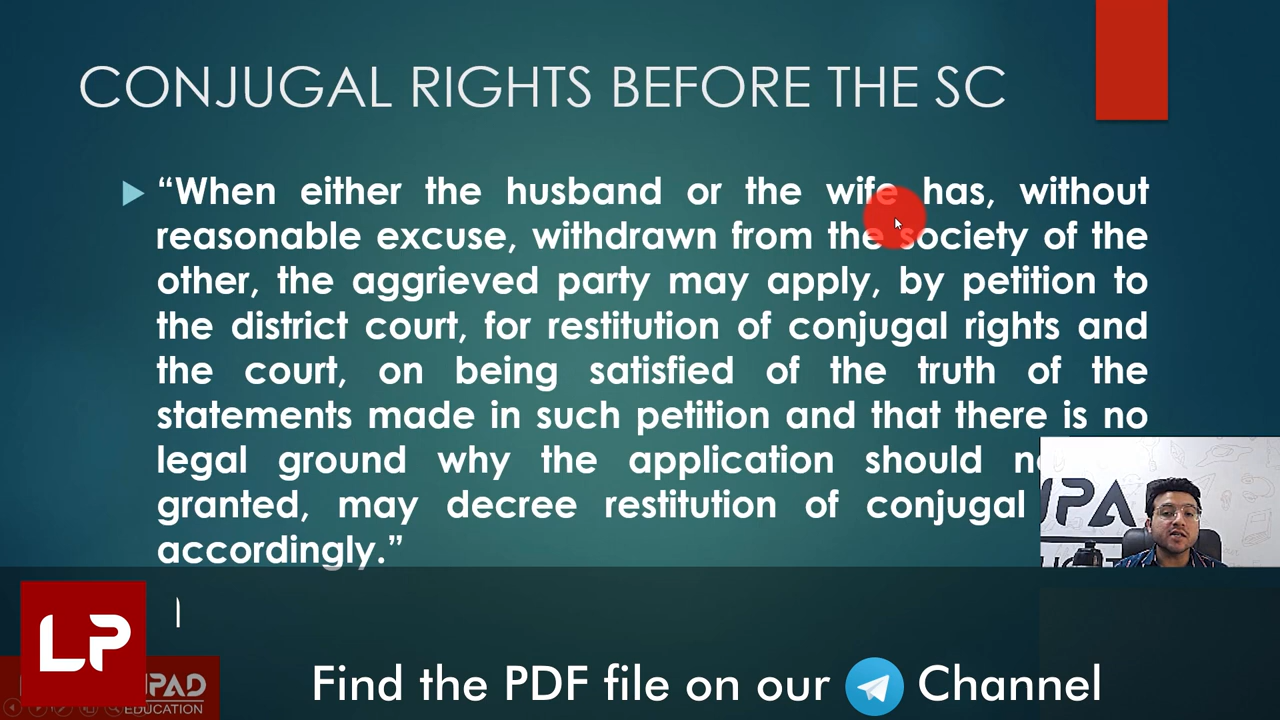 CONJUGAL RIGHTS BEFORE THE SC
“When either the husband or the wife has, without
reasonable excuse, withdrawn from the society of the
other, the aggrieved party may apply, by petition to
the district court, for restitution of conjugal rights and
the court, on being satisfied of the truth of the
statements made in such petition and that there is no
legal ground why the application should
granted, may decree restitution of conjugal
accordingly.”
LP
PAD
EDUCATION
Find the PDF file on our Channel